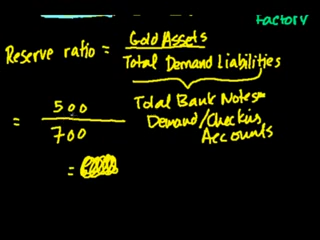 Factory
Reserve ratio = Gold Assets
Total Demand Liabilities
= 500
700
Total Bank Notes
Demand/Checking
Accounts
=